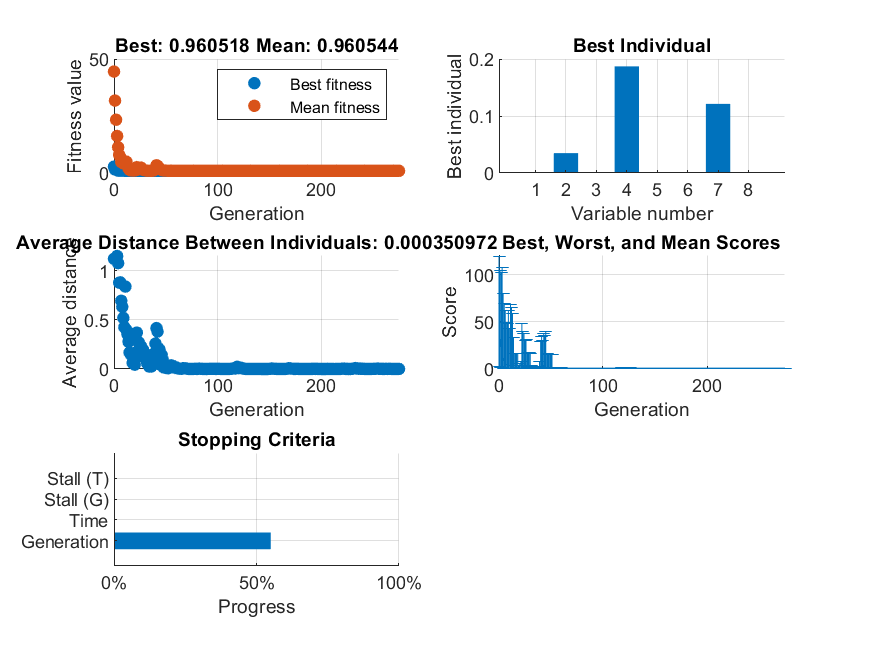 Best: 0.960518 Mean: 0.960544
Fitness value
50
0
0 100 200
Generation
Best fitness
Mean fitness
Best Individual
Best individual
0.2
0.1
0
1 2 3 4 5 6 7 8
Variable number
Average Distance Between Individuals: 0.000350972
Average distance
1
0.5
0
0 100 200
Generation
Best, Worst, and Mean Scores
Score
100
50
0
0 100 200
Generation
Stopping Criteria
Stall (T)
Stall (G)
Time
Generation
0% 50% 100%
Progress